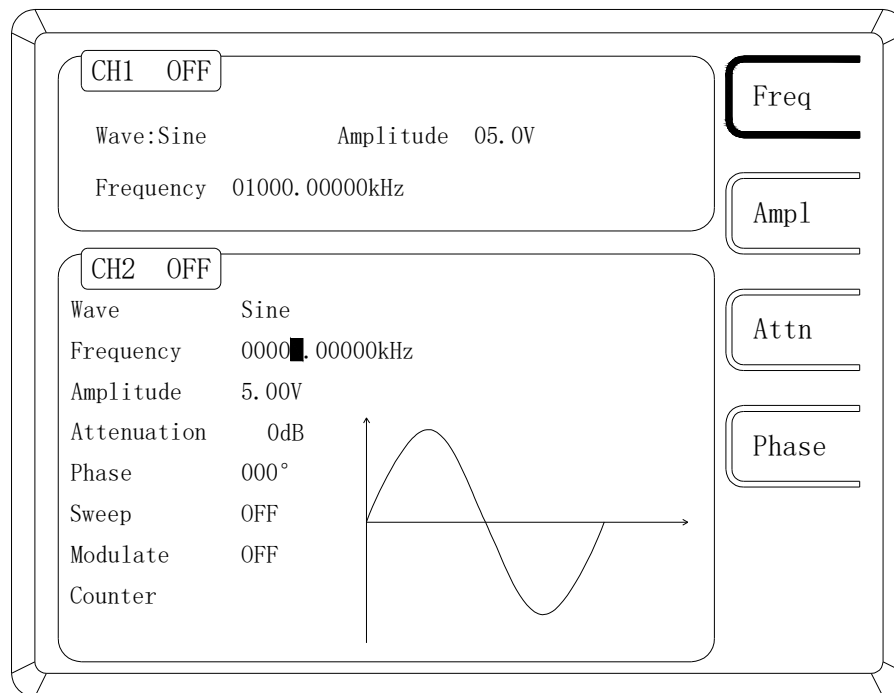 CH1 OFF
Wave:Sine Amplitude 05.0V
Frequency 01000.00000kHz
CH2 OFF
Wave Sine
Frequency 0000 .00000kHz
Amplitude 5.00V
Attenuation 0dB
Phase 000°
Sweep OFF
Modulate OFF
Counter
Freq
Ampl
Attn
Phase